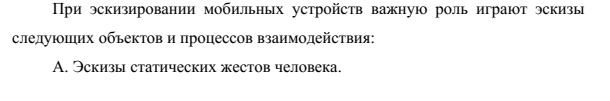 При эскизировании мобильных устройств важную роль играют эскизы
следующих объектов и процессов взаимодействия:
А. Эскизы статических жестов человека.